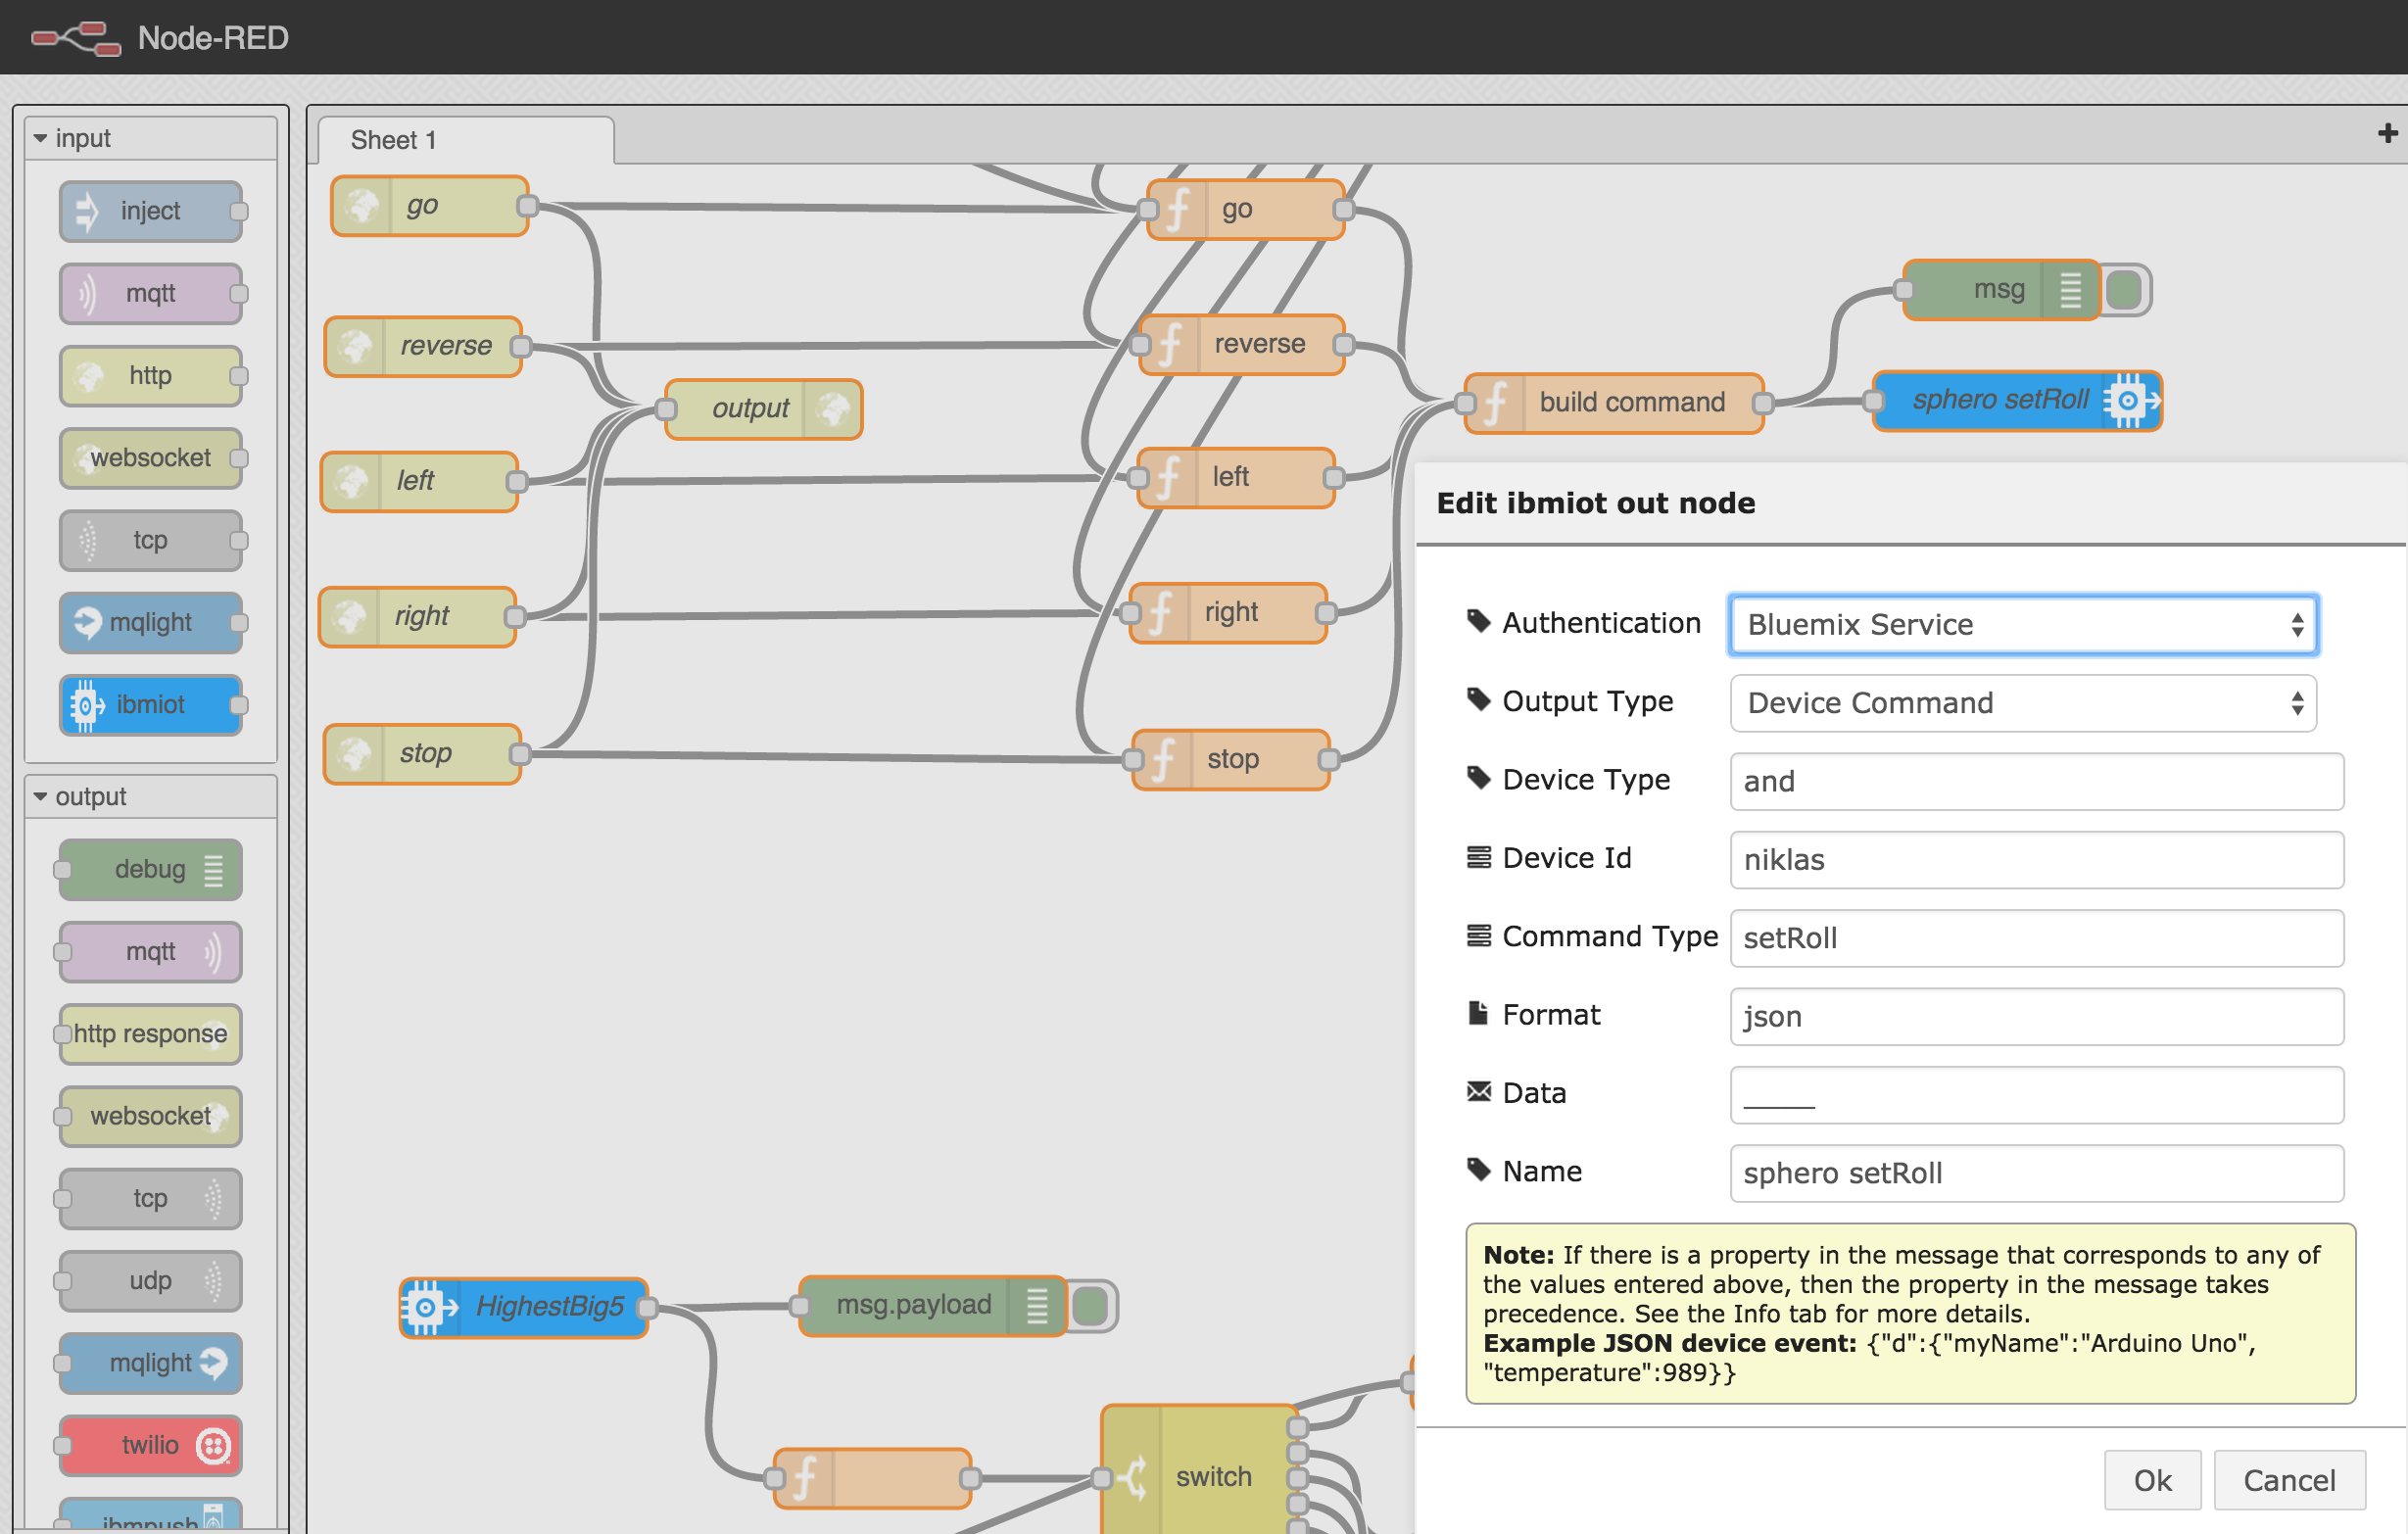 Node-RED
input
inject
mqtt
http
websocket
tcp
mqlight
ibmiot
output
debug
mqtt
http response
websocket
tcp
udp
mqlight
twilio
ibmpush
Sheet 1
go
reverse
left
right
stop
output
go
reverse
left
right
stop
build command
msg
sphero setRoll
HighestBig5
msg.payload
switch
Edit ibmiot out node
Authentication Bluemix Service
Output Type Device Command
Device Type and
Device Id niklas
Command Type setRoll
Format json
Data _____
Name sphero setRoll
Note: If there is a property in the message that corresponds to any of
the values entered above, then the property in the message takes
precedence. See the Info tab for more details.
Example JSON device event: {"d":{"myName":"Arduino Uno",
"temperature":989}}
Ok Cancel